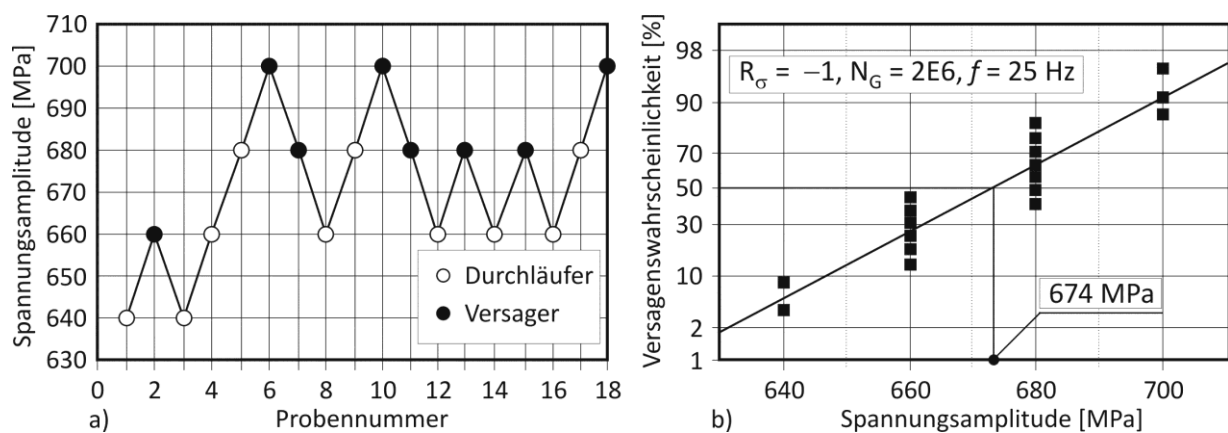 710
700
690
680
670
660
650
640
630
Spannungsamplitude [MPa]
Durchläufer
Versager
0 2 4 6 8 10 12 14 16 18
a) Probennummer
Versagenswahrscheinlichkeit [%]
98
90
70
50
30
10
2
1
Rσ = −1, NG = 2E6, f = 25 Hz
674 MPa
640 660 680 700
b) Spannungsamplitude [MPa]